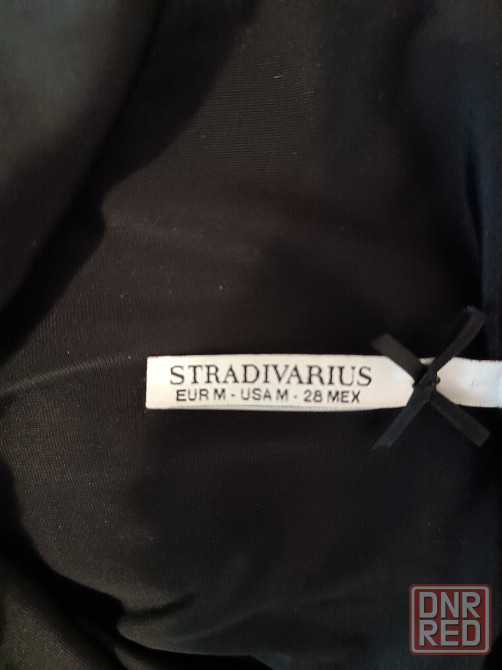 STRADIVARIUS
EUR M - USA M - 28 MEX
DNR
RED